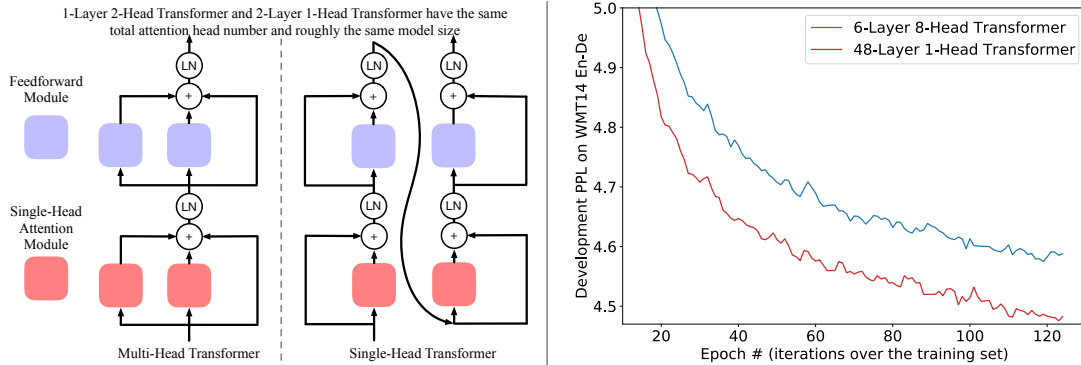 1-Layer 2-Head Transformer and 2-Layer 1-Head Transformer have the same
total attention head number and roughly the same model size
Feedforward
Module
Single-Head
Attention
Module
LN
+
LN
+
LN
+
LN
+
LN
+
LN
+
Multi-Head Transformer
Single-Head Transformer
6-Layer 8-Head Transformer
48-Layer 1-Head Transformer
Development PPL on WMT14 En-De
5.0
4.9
4.8
4.7
4.6
4.5
20 40 60 80 100 120
Epoch # (iterations over the training set)